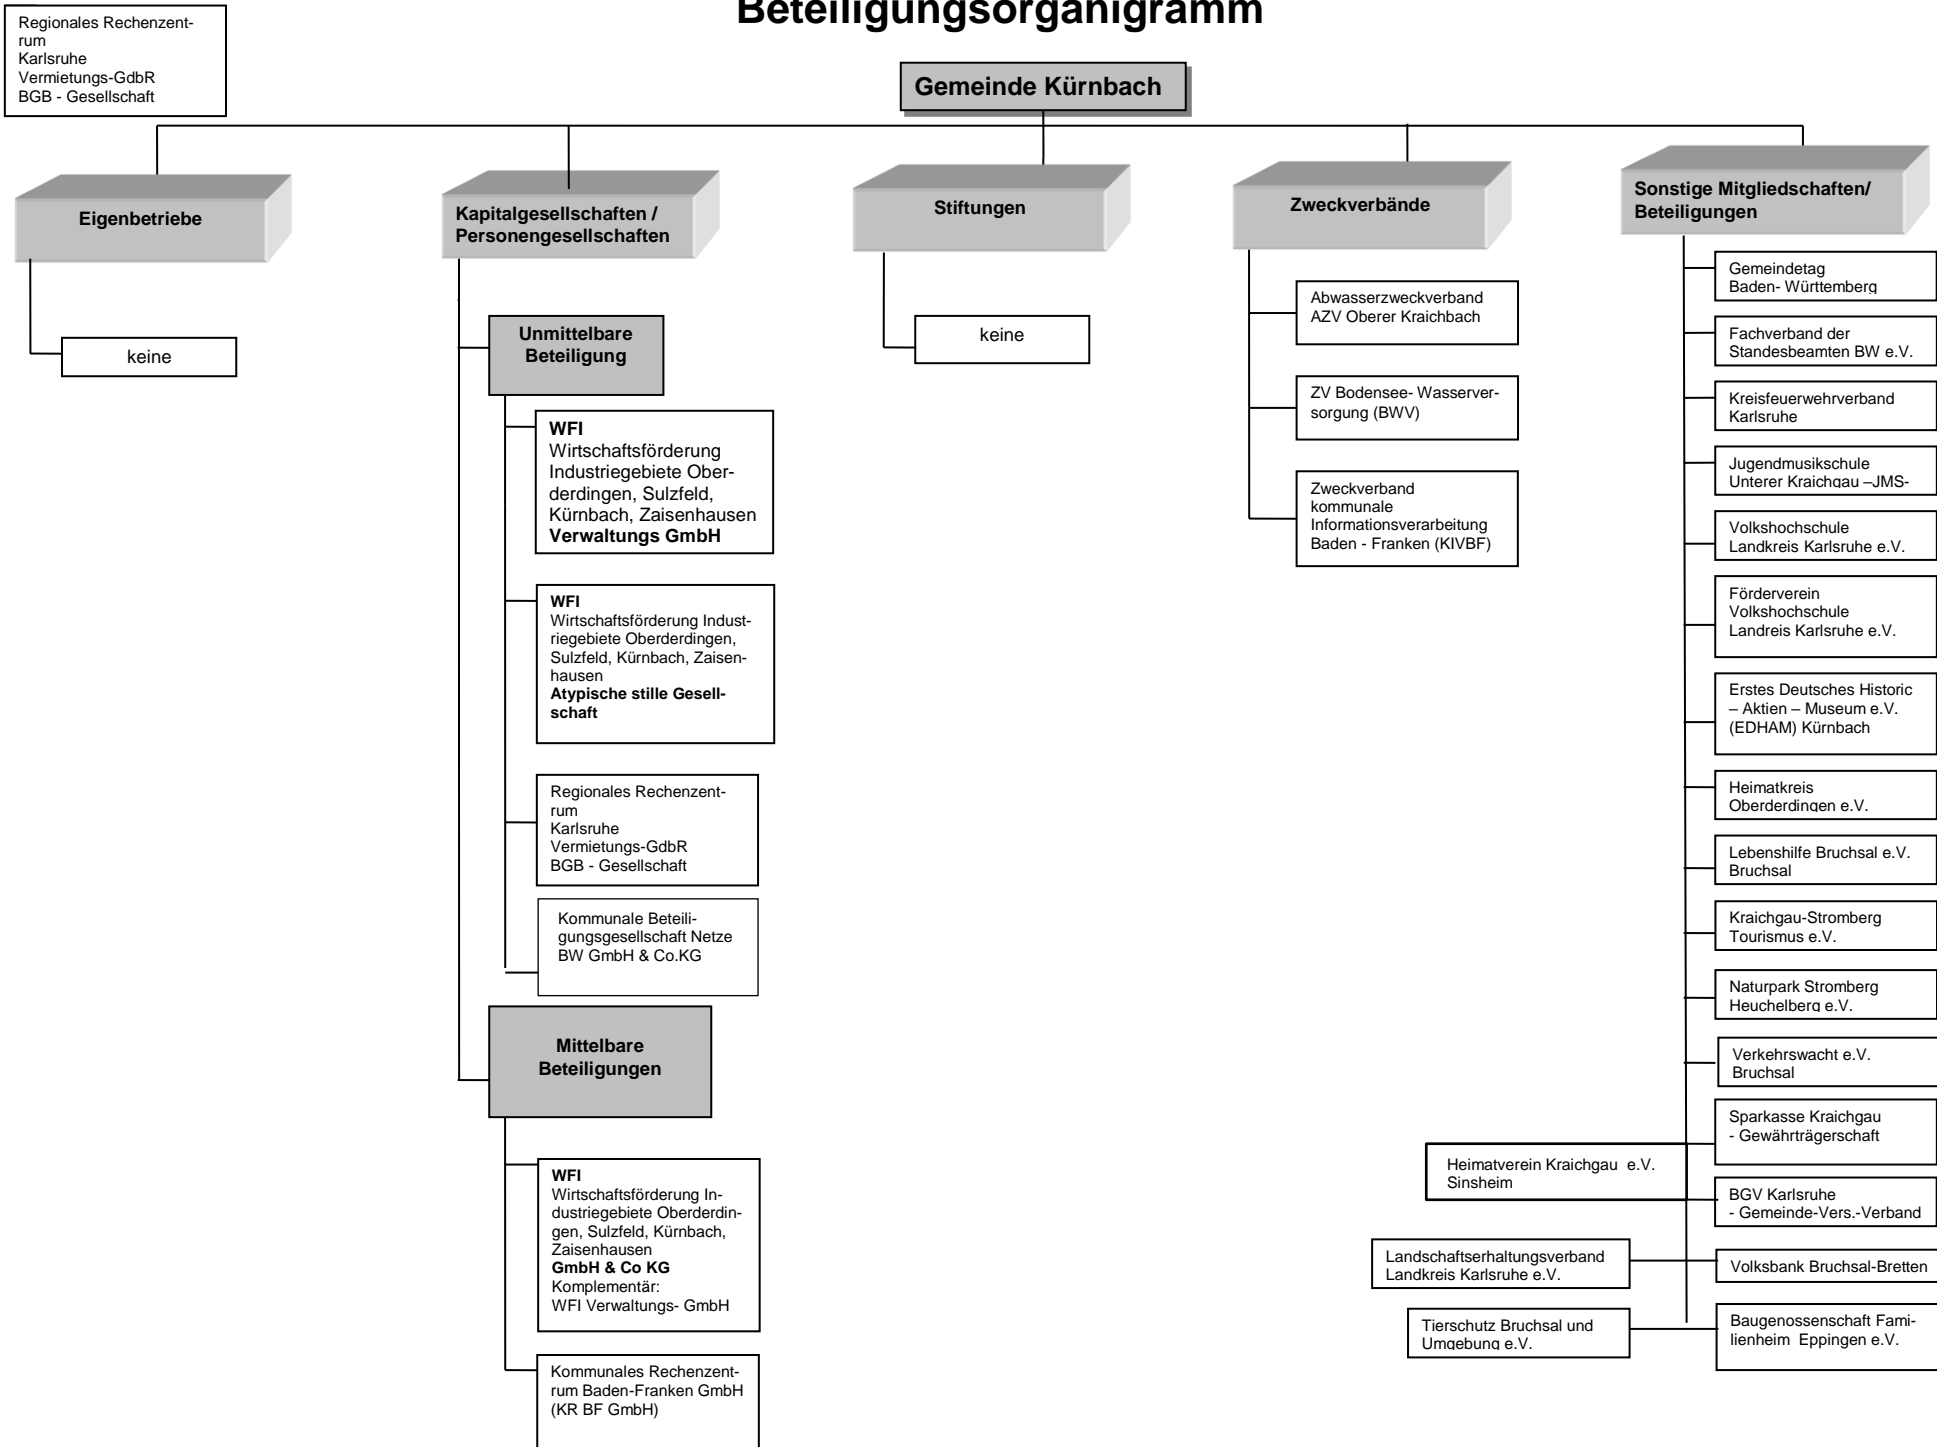 Beteiligungsorganigramm
Regionales Rechenzent-
rum
Karlsruhe
Vermietungs-GdbR
BGB - Gesellschaft
Gemeinde Kürnbach
Eigenbetriebe
keine
Kapitalgesellschaften /
Personengesellschaften
Unmittelbare
Beteiligung
WFI
Wirtschaftsförderung
Industriegebiete Ober-
derdingen, Sulzfeld,
Kürnbach, Zaisenhausen
Verwaltungs GmbH
WFI
Wirtschaftsförderung Indust-
riegebiete Oberderdingen,
Sulzfeld, Kürnbach, Zaisen-
hausen
Atypische stille Gesell-
schaft
Regionales Rechenzent-
rum
Karlsruhe
Vermietungs-GdbR
BGB - Gesellschaft
Kommunale Beteili-
gungsgesellschaft Netze
BW GmbH & Co.KG
Mittelbare
Beteiligungen
WFI
Wirtschaftsförderung In-
dustriegebiete Oberderdin-
gen, Sulzfeld, Kürnbach,
Zaisenhausen
GmbH & Co KG
Komplementär:
WFI Verwaltungs- GmbH
Kommunales Rechenzent-
rum Baden-Franken GmbH
(KR BF GmbH)
Stiftungen
keine
Zweckverbände
Abwasserzweckverband
AZV Oberer Kraichbach
ZV Bodensee- Wasserver-
sorgung (BWV)
Zweckverband
kommunale
Informationsverarbeitung
Baden - Franken (KIVBF)
Sonstige Mitgliedschaften/
Beteiligungen
Gemeindetag
Baden- Württemberg
Fachverband der
Standesbeamten BW e.V.
Kreisfeuerwehrverband
Karlsruhe
Jugendmusikschule
Unterer Kraichgau –JMS-
Volkshochschule
Landkreis Karlsruhe e.V.
Förderverein
Volkshochschule
Landreis Karlsruhe e.V.
Erstes Deutsches Historic
– Aktien – Museum e.V.
(EDHAM) Kürnbach
Heimatkreis
Oberderdingen e.V.
Lebenshilfe Bruchsal e.V.
Bruchsal
Kraichgau-Stromberg
Tourismus e.V.
Naturpark Stromberg
Heuchelberg e.V.
Verkehrswacht e.V.
Bruchsal
Sparkasse Kraichgau
- Gewährträgerschaft
Heimatverein Kraichgau e.V.
Sinsheim
BGV Karlsruhe
- Gemeinde-Vers.-Verband
Landschaftserhaltungsverband
Landkreis Karlsruhe e.V.
Volksbank Bruchsal-Bretten
Tierschutz Bruchsal und
Umgebung e.V.
Baugenossenschaft Fami-
lienheim Eppingen e.V.